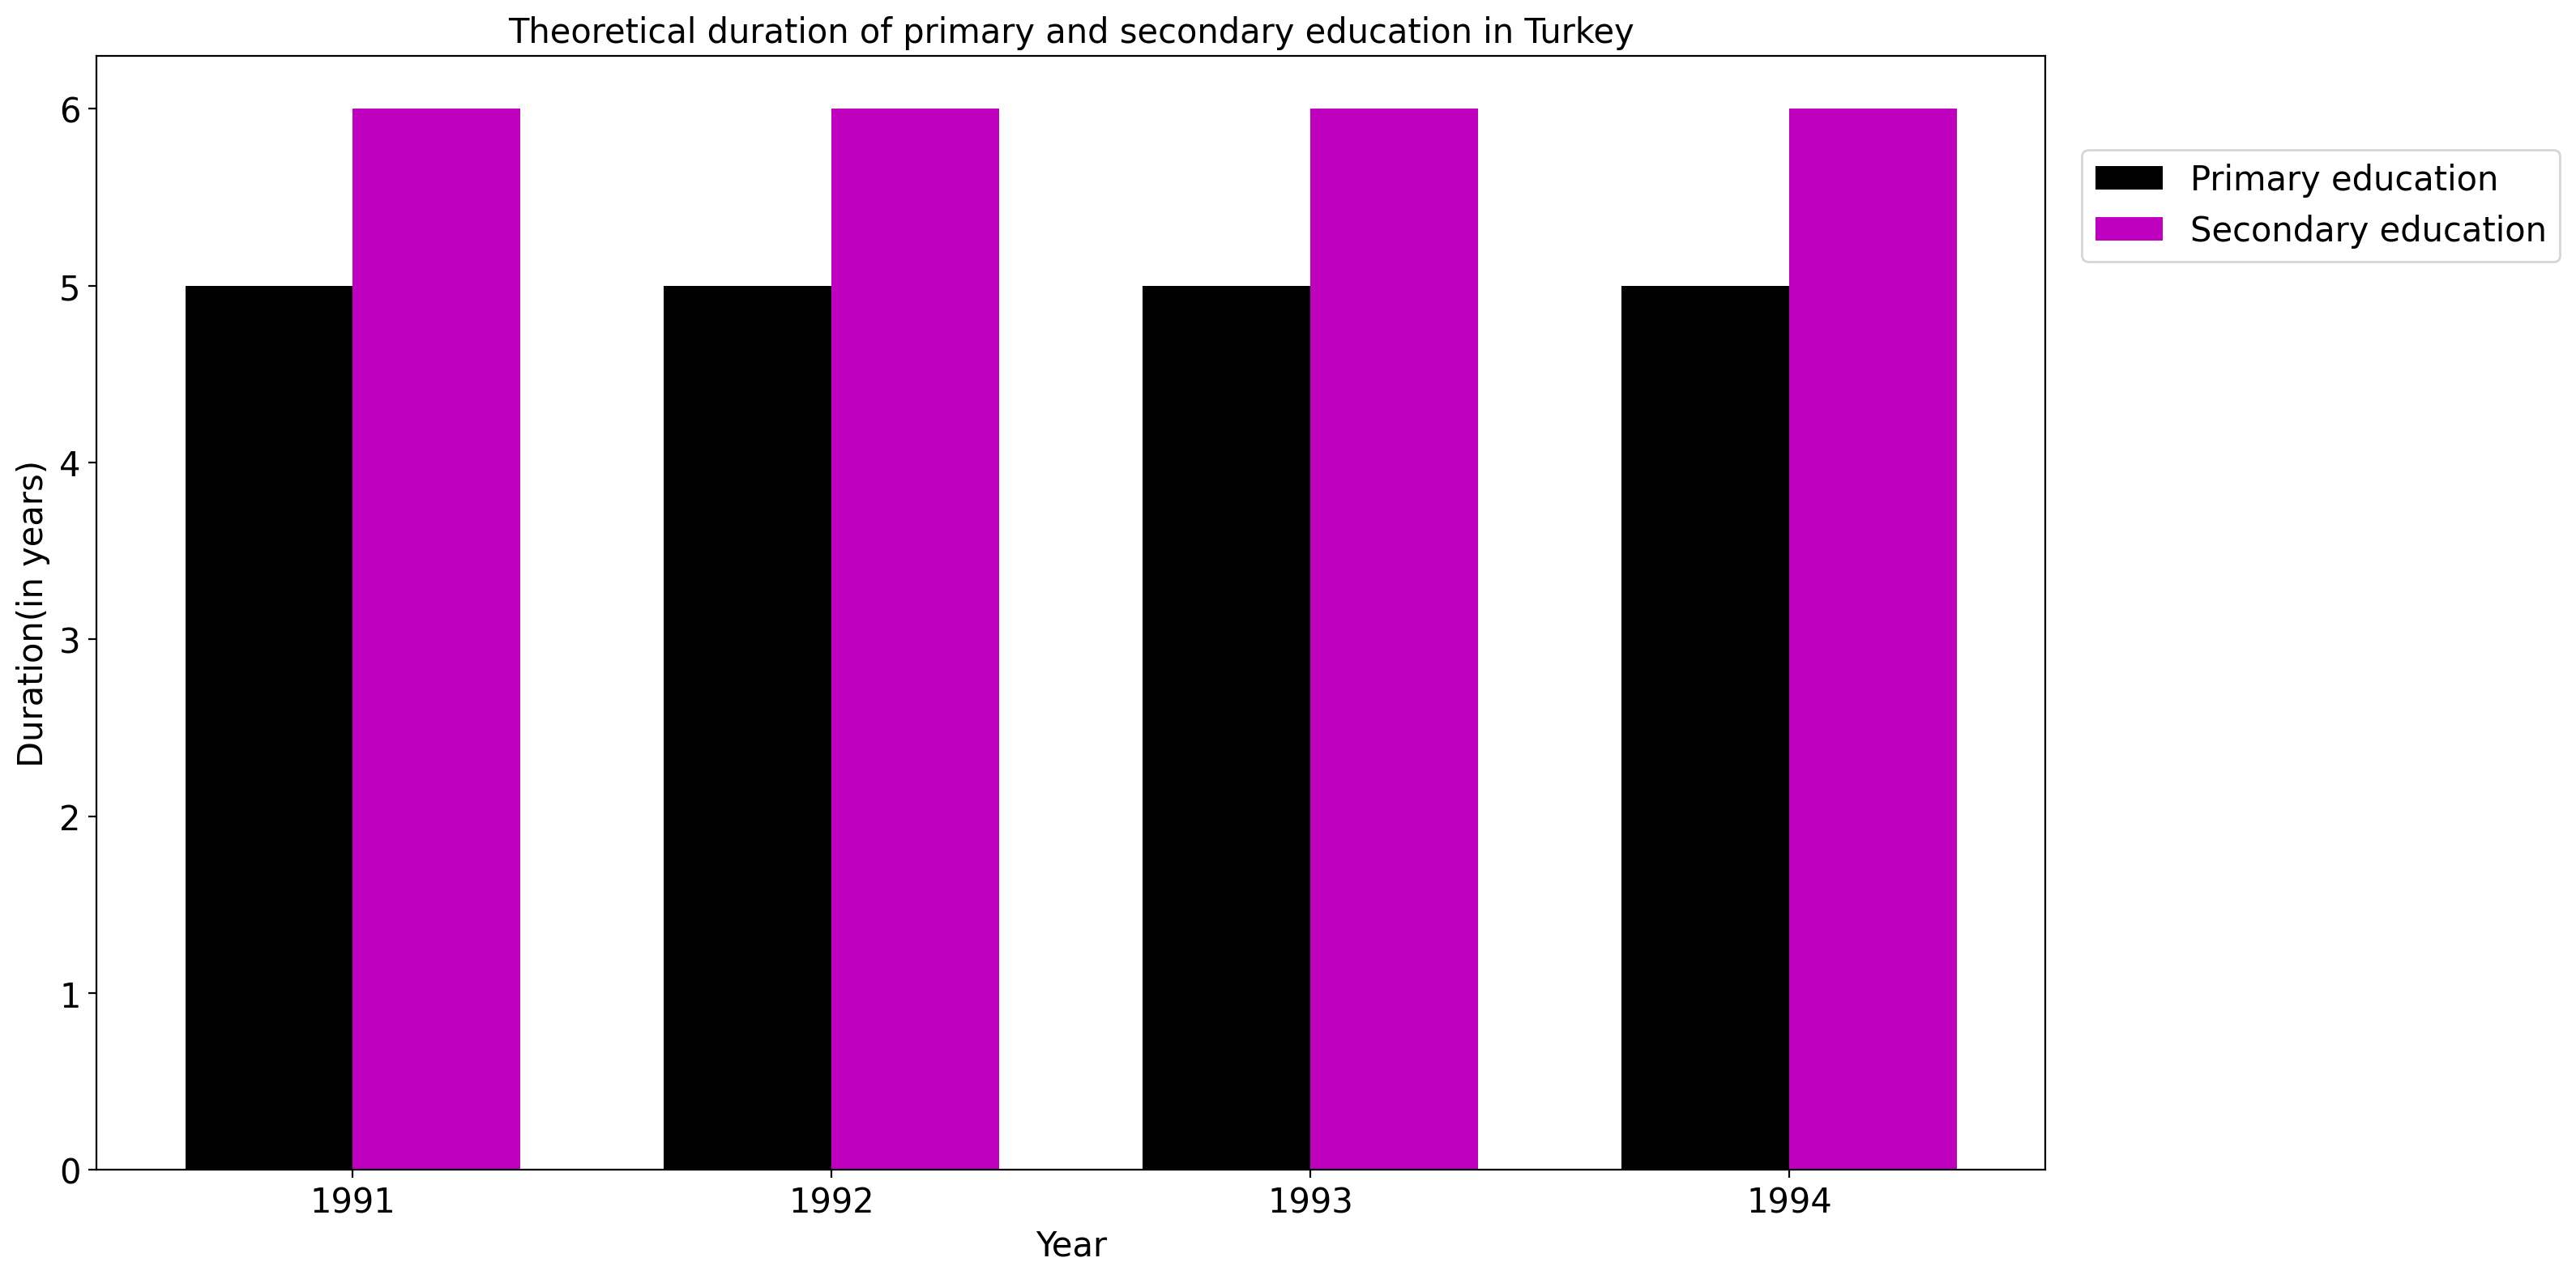 Theoretical duration of primary and secondary education in Turkey
Duration(in years)
6
5
4
3
2
1
0
1991
1992
1993
1994
Year
Primary education
Secondary education